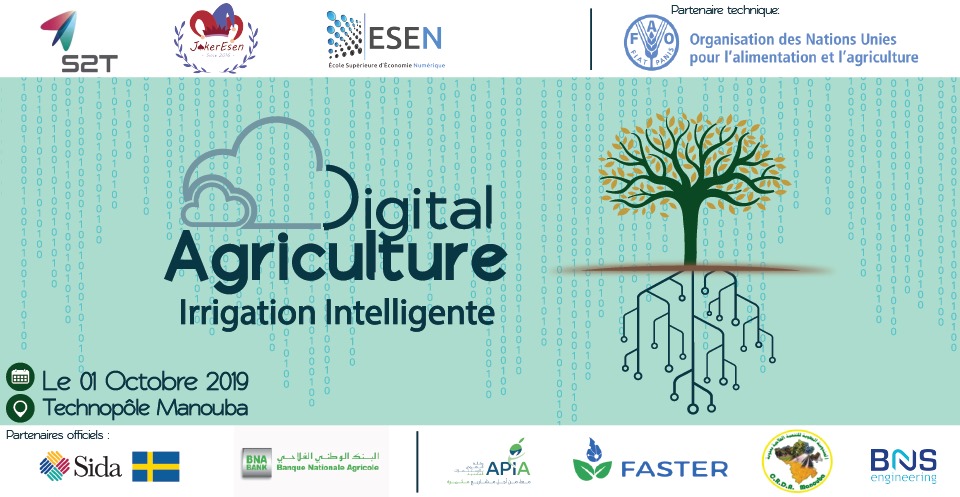 S2T
JokerEsen
ESEN
École Supérieure d'Économie Numérique
Partenaire technique:
FAO
FIAT PANIS
Organisation des Nations Unies
pour l'alimentation et l'agriculture
Digital
Agriculture
Irrigation Intelligente
Le 01 Octobre 2019
Technopôle Manouba
Partenaires officiels :
Sida
BNA
BANK
البنك الوطني الفلاحي
Banque Nationale Agricole
APiA
FASTER
C.R.D.A. Manouba
BNS
engineering